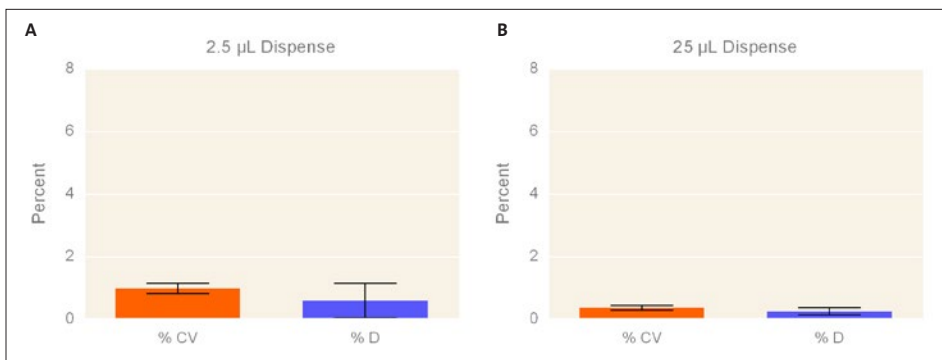 A
2.5 µL Dispense
8
6
4
2
0
Percent
% CV
% D
B
25 µL Dispense
8
6
4
2
0
Percent
% CV
% D